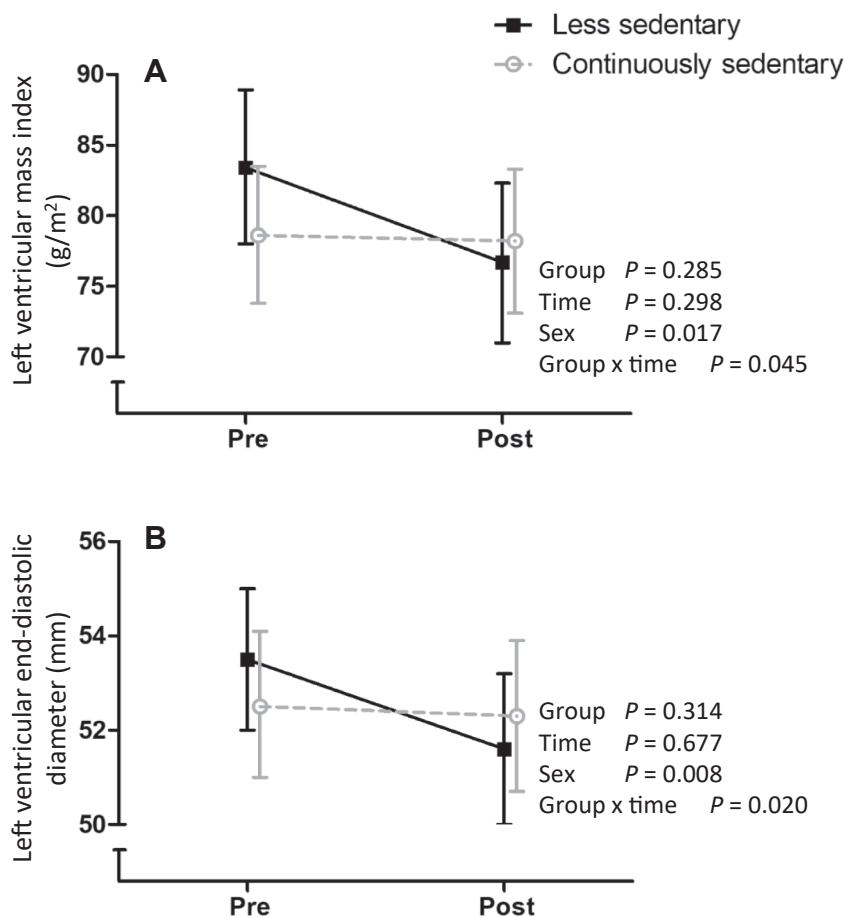 Less sedentary
Continuously sedentary
A
Left ventricular mass index
(g/m²)
90
85
80
75
70
Group P = 0.285
Time P = 0.298
Sex P = 0.017
Group x time P = 0.045
Pre Post
B
Left ventricular end-diastolic
diameter (mm)
56
54
52
50
Group P = 0.314
Time P = 0.677
Sex P = 0.008
Group x time P = 0.020
Pre Post